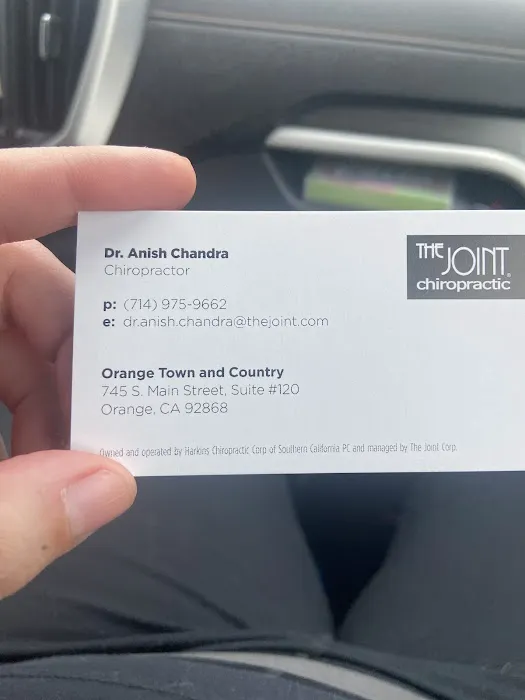 Dr. Anish Chandra
Chiropractor
THE JOINT®
chiropractic
p: (714) 975-9662
e: dr.anish.chandra@thejoint.com
Orange Town and Country
745 S. Main Street, Suite #120
Orange, CA 92868
Owned and operated by Harkins Chiropractic Corp of Southern California PC and managed by The Joint Corp.